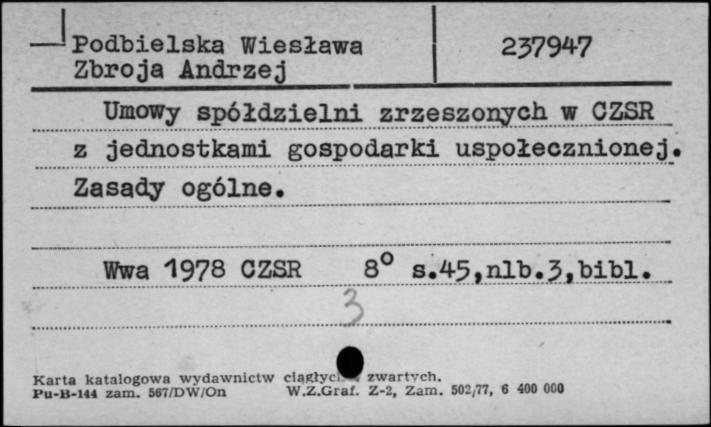 Podbielska Wiesława 237947
Zbroja Andrzej
Umowy spółdzielni zrzeszonych w CZSR
z jednostkami gospodarki uspołecznionej.
Zasady ogólne.
Wwa 1978 CZSR 8° s.45,nlb.3,bibl.
3
Karta katalogowa wydawnictw zwartych.
Pu-B-144 zam. 567/DW/On W.Z.Graf. Z-2, Zam. 502/77, 6 400 000